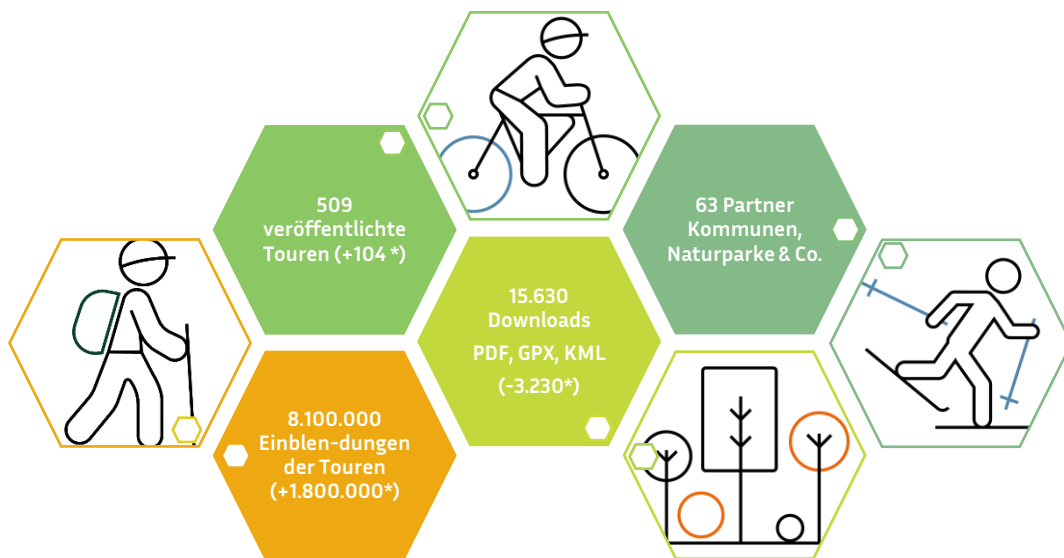 509
veröffentlichte
Touren (+104 *)
63 Partner
Kommunen,
Naturparke & Co.
15.630
Downloads
PDF, GPX, KML
(-3.230*)
8.100.000
Einblen-dungen
der Touren
(+1.800.000*)